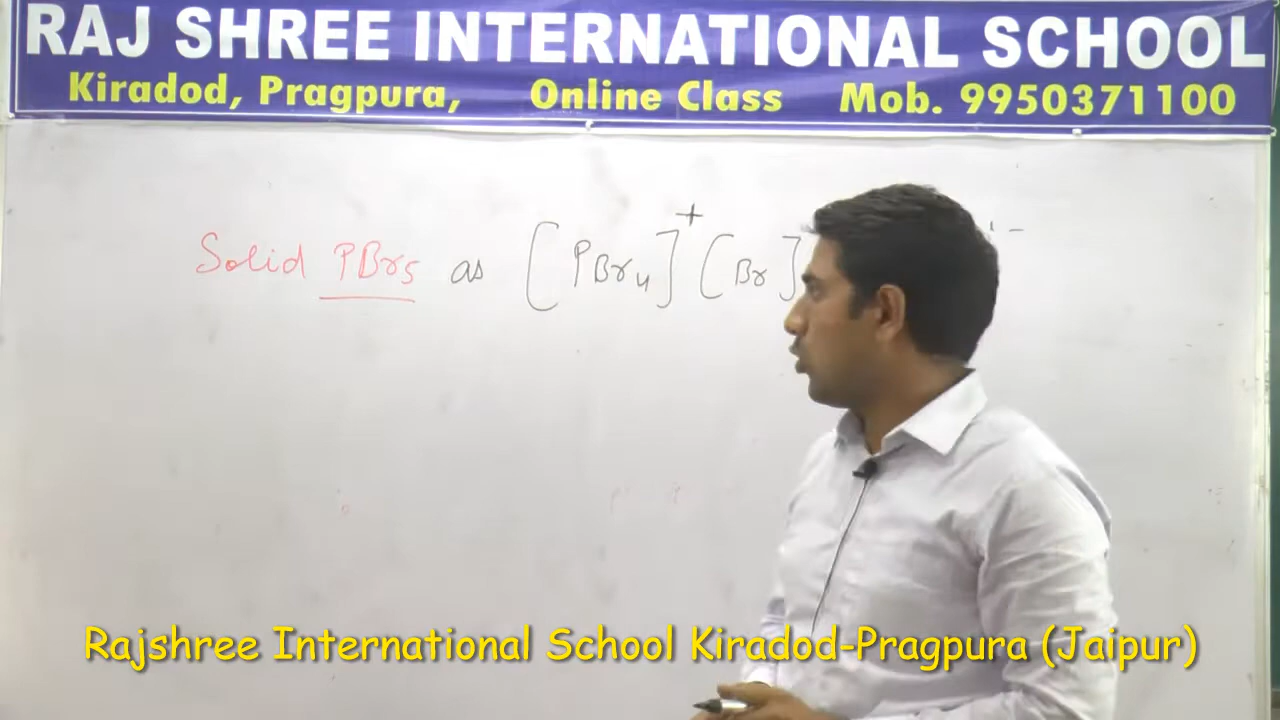 RAJ SHREE INTERNATIONAL SCHOOL
Kiradod, Pragpura, Online Class Mob. 9950371100
Solid PBr5 as [PBr4]+ [Br]
Rajshree International School Kiradod-Pragpura (Jaipur)